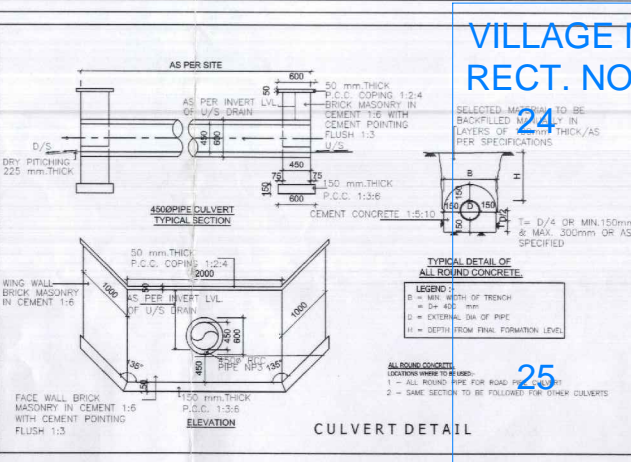 VILLAGE
RECT. NO
24
25
AS PER SITE
600
50
50 mm.THICK
P.C.C. COPING 1:2:4
BRICK MASONRY IN
CEMENT 1:6 WITH
CEMENT POINTING
FLUSH 1:3
U/S
AS PER INVERT LVL.
OF U/S DRAIN
450
600
D/S
DRY PITCHING
225 mm.THICK
450
75
75
150
600
150 mm.THICK
P.C.C. 1:3:6
450ØPIPE CULVERT
TYPICAL SECTION
CEMENT CONCRETE 1:5:10
SELECTED MATERIAL TO BE
BACKFILLED MANUALLY IN
LAYERS OF THICK/AS
PER SPECIFICATIONS.
B
H
150
150
D
150
150
D/2
T= D/4 OR MIN.150mm
& MAX. 300mm OR AS
SPECIFIED
TYPICAL DETAIL OF
ALL ROUND CONCRETE.
LEGEND :-
B = MIN. WIDTH OF TRENCH
= D+ 400 mm
D = EXTERNAL DIA OF PIPE
H = DEPTH FROM FINAL FORMATION LEVEL
ALL ROUND CONCRETE.
LOCATIONS WHERE TO BE USED:-
1 - ALL ROUND PIPE FOR ROAD PIPE CULVERT
2 - SAME SECTION TO BE FOLLOWED FOR OTHER CULVERTS
50 mm.THICK
P.C.C. COPING 1:2:4
2000
50
WING WALL
BRICK MASONRY
IN CEMENT 1:6
1000
1000
AS PER INVERT LVL.
OF U/S DRAIN
450
600
450Ø RCC
PIPE NP3
450
135°
135°
150
FACE WALL BRICK
MASONRY IN CEMENT 1:6
WITH CEMENT POINTING
FLUSH 1:3
150 mm.THICK
P.C.C. 1:3:6
ELEVATION
CULVERT DETAIL